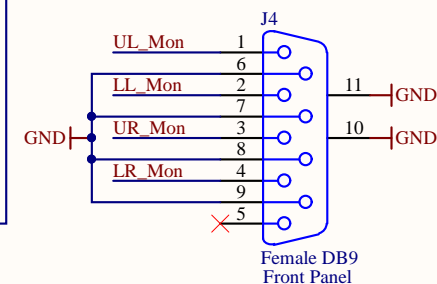 J4
UL_Mon 1
6
LL_Mon 2 11 GND
7
GND UR_Mon 3 10 GND
8
LR_Mon 4
9
5
Female DB9
Front Panel